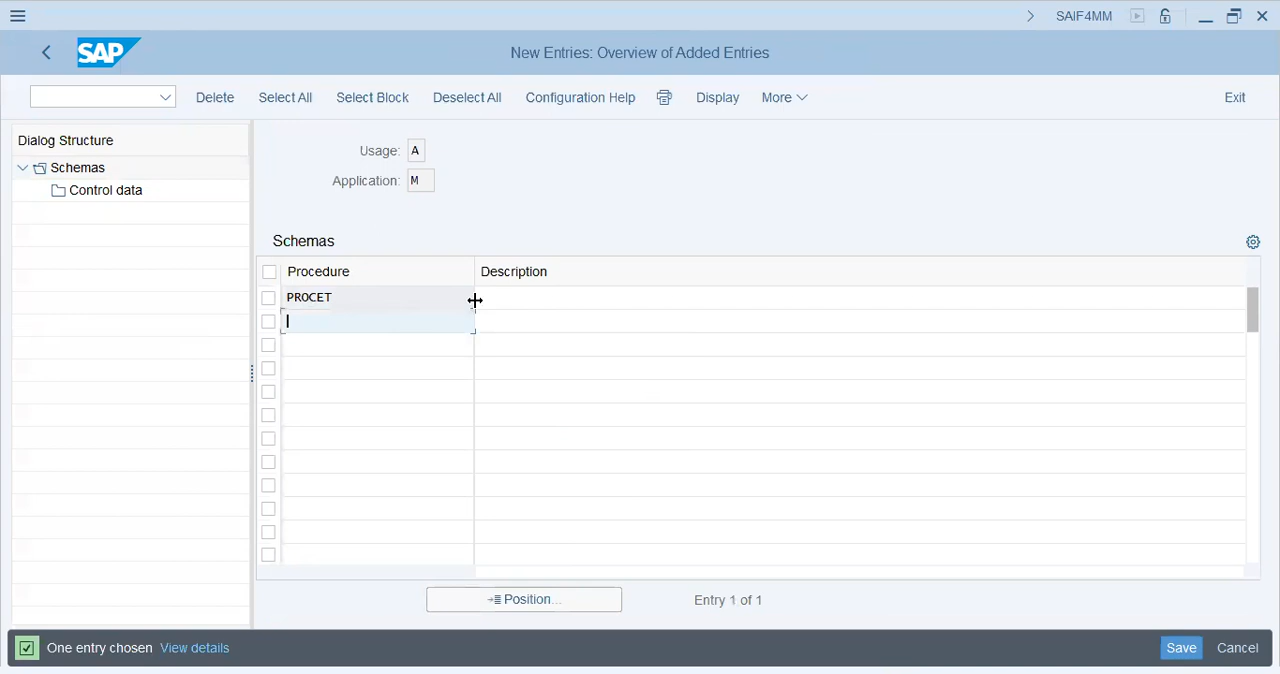 SAIF4MM
SAP
New Entries: Overview of Added Entries
Delete Select All Select Block Deselect All Configuration Help Display More Exit
Dialog Structure
Schemas
Control data
Usage: A
Application: M
Schemas
Procedure Description
PROCET
Position... Entry 1 of 1
One entry chosen View details Save Cancel